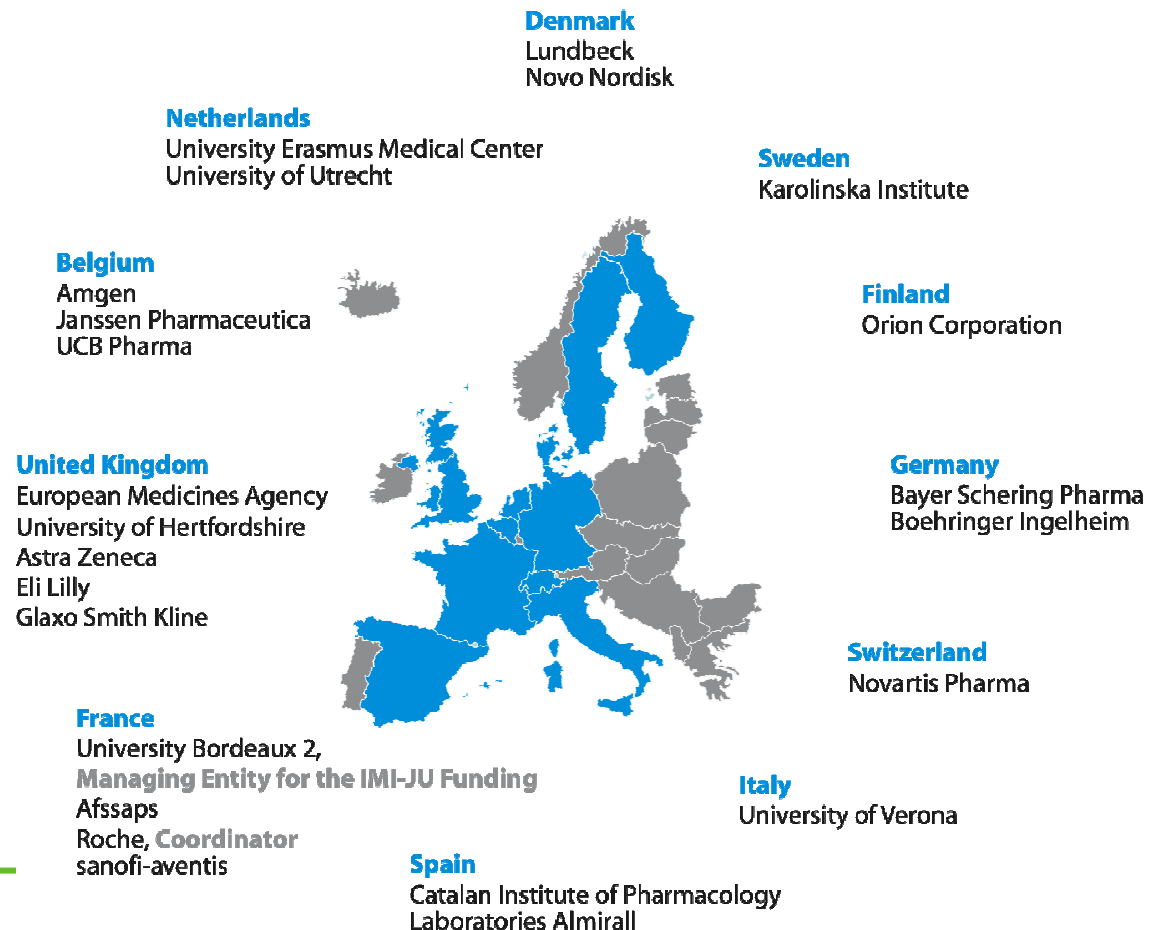 Denmark
Lundbeck
Novo Nordisk
Netherlands
University Erasmus Medical Center
University of Utrecht
Sweden
Karolinska Institute
Belgium
Amgen
Janssen Pharmaceutica
UCB Pharma
Finland
Orion Corporation
United Kingdom
European Medicines Agency
University of Hertfordshire
Astra Zeneca
Eli Lilly
Glaxo Smith Kline
Germany
Bayer Schering Pharma
Boehringer Ingelheim
Switzerland
Novartis Pharma
France
University Bordeaux 2,
Managing Entity for the IMI-JU Funding
Afssaps
Roche, Coordinator
sanofi-aventis
Italy
University of Verona
Spain
Catalan Institute of Pharmacology
Laboratories Almirall